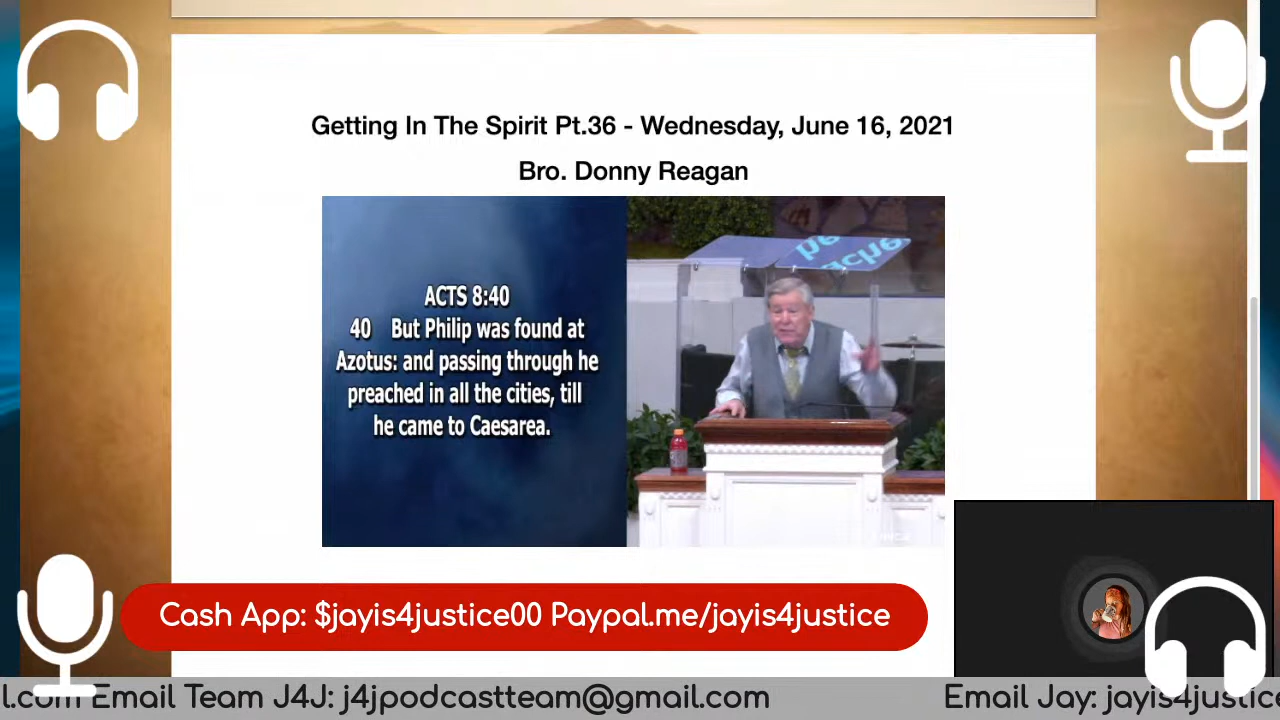 Getting In The Spirit Pt.36 - Wednesday, June 16, 2021
Bro. Donny Reagan
ACTS 8:40
40 But Philip was found at
Azotus: and passing through he
preached in all the cities, till
he came to Caesarea.
Cash App: $jayis4justice00 Paypal.me/jayis4justice
l.com Email Team J4J: j4jpodcastteam@gmail.com Email Jay: jayis4justice